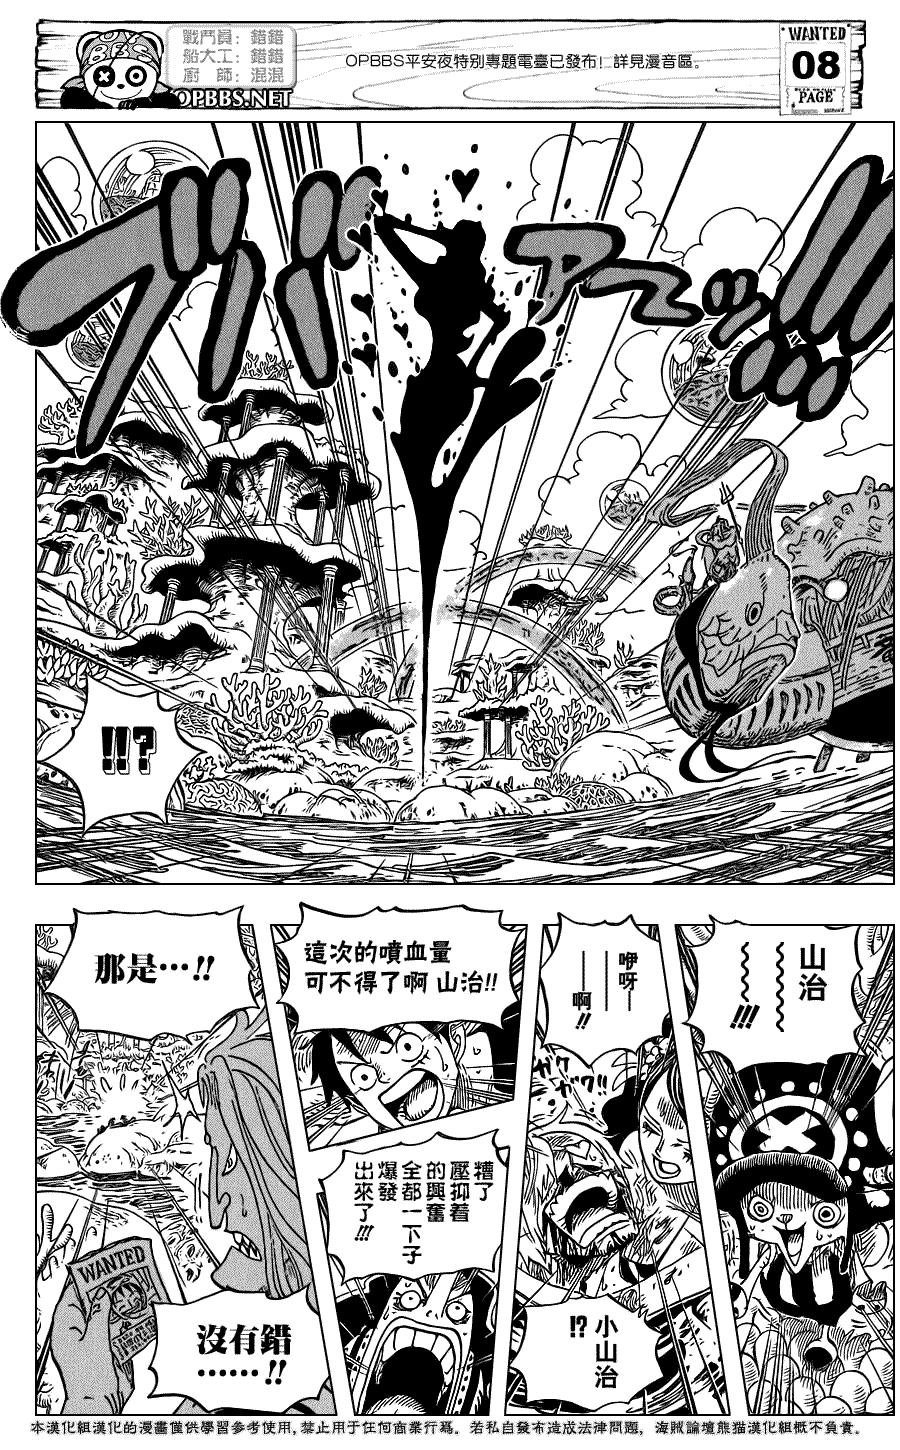 戰鬥員：錯錯
船大工：錯錯
廚　師：混混
OPBBS.NET
OPBBS平安夜特别專題電臺已發布！詳見漫音區。
WANTED
08
PAGE
ブバアーッ!!!
!!?
山治
～～～!!!
咿呀
——啊!!
小山治
!?
這次的噴血量
可不得了啊 山治!!
糟了
壓抑着
的興奮
全都一下子
爆發
出來了!!!
那是…!!
WANTED
沒有錯
……!!
本漢化組漢化的漫畫僅供學習參考使用，禁止用于任何商業行爲。若私自發布造成法律問題，海賊論壇熊猫漢化組概不負責。